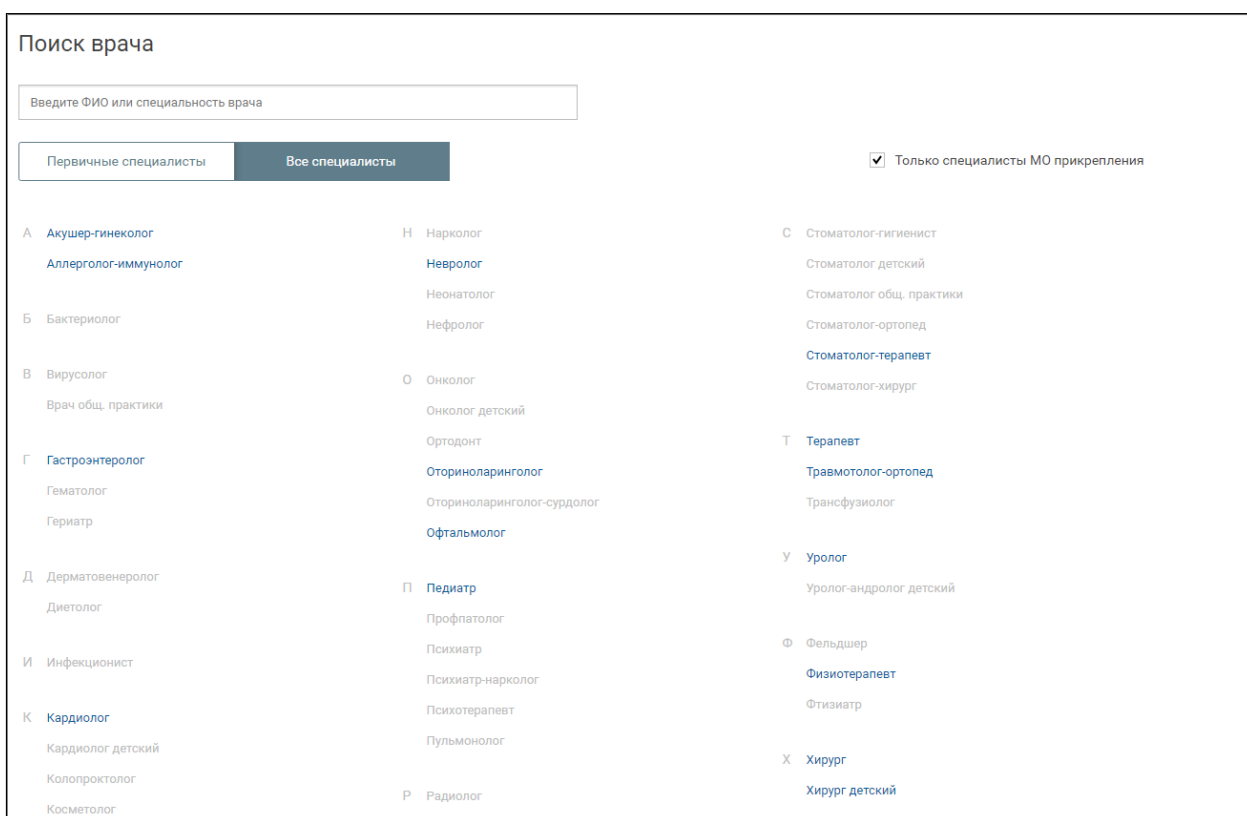 Поиск врача
Введите ФИО или специальность врача
Первичные специалисты
Все специалисты
Только специалисты МО прикрепления
А Акушер-гинеколог
Аллерголог-иммунолог
Б Бактериолог
В Вирусолог
Врач общ. практики
Г Гастроэнтеролог
Гематолог
Гериатр
Д Дерматовенеролог
Диетолог
И Инфекционист
К Кардиолог
Кардиолог детский
Колопроктолог
Косметолог
Н Нарколог
Невролог
Неонатолог
Нефролог
О Онколог
Онколог детский
Ортодонт
Оториноларинголог
Оториноларинголог-сурдолог
Офтальмолог
П Педиатр
Профпатолог
Психиатр
Психиатр-нарколог
Психотерапевт
Пульмонолог
Р Радиолог
С Стоматолог-гигиенист
Стоматолог детский
Стоматолог общ. практики
Стоматолог-ортопед
Стоматолог-терапевт
Стоматолог-хирург
Т Терапевт
Травмотолог-ортопед
Трансфузиолог
У Уролог
Уролог-андролог детский
Ф Фельдшер
Физиотерапевт
Фтизиатр
Х Хирург
Хирург детский